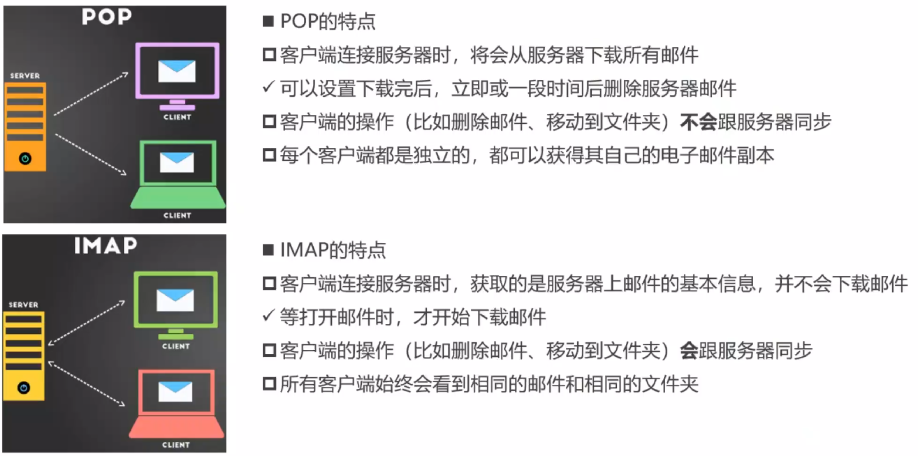 POP
SERVER
CLIENT
CLIENT
■ POP的特点
客户端连接服务器时，将会从服务器下载所有邮件
✓ 可以设置下载完后，立即或一段时间后删除服务器邮件
客户端的操作（比如删除邮件、移动到文件夹）不会跟服务器同步
每个客户端都是独立的，都可以获得其自己的电子邮件副本
IMAP
SERVER
CLIENT
CLIENT
■ IMAP的特点
客户端连接服务器时，获取的是服务器上邮件的基本信息，并不会下载邮件
✓ 等打开邮件时，才开始下载邮件
客户端的操作（比如删除邮件、移动到文件夹）会跟服务器同步
所有客户端始终会看到相同的邮件和相同的文件夹